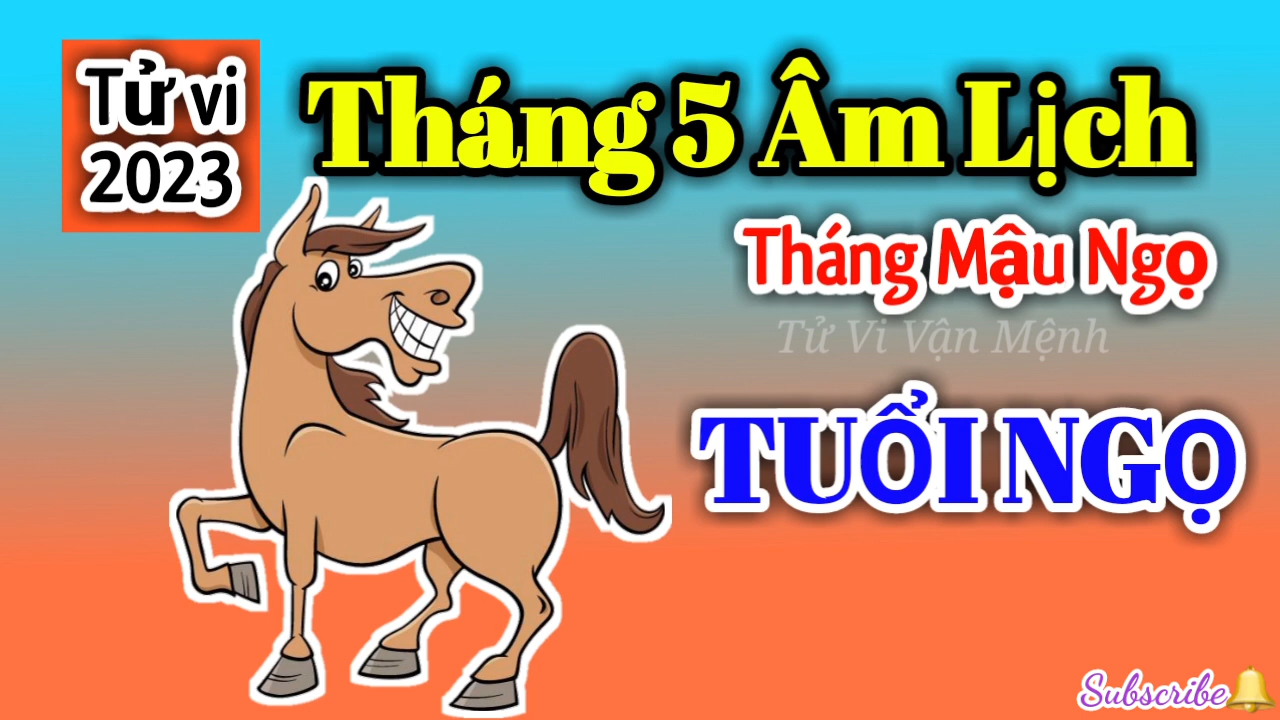 Tử vi
2023
Tháng 5 Âm Lịch
Tháng Mậu Ngọ
Tử Vi Vận Mệnh
TUỔI NGỌ
Subscribe